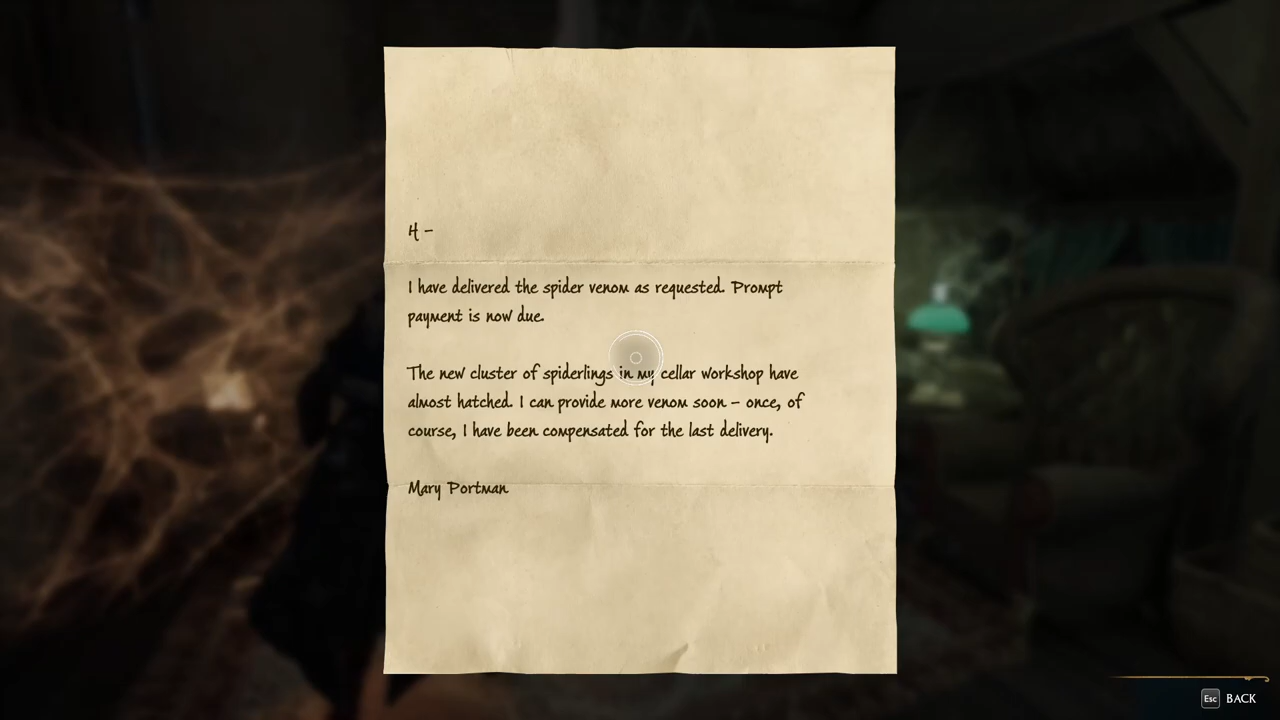 H –
I have delivered the spider venom as requested. Prompt
payment is now due.
The new cluster of spiderlings in my cellar workshop have
almost hatched. I can provide more venom soon – once, of
course, I have been compensated for the last delivery.
Mary Portman
Esc BACK